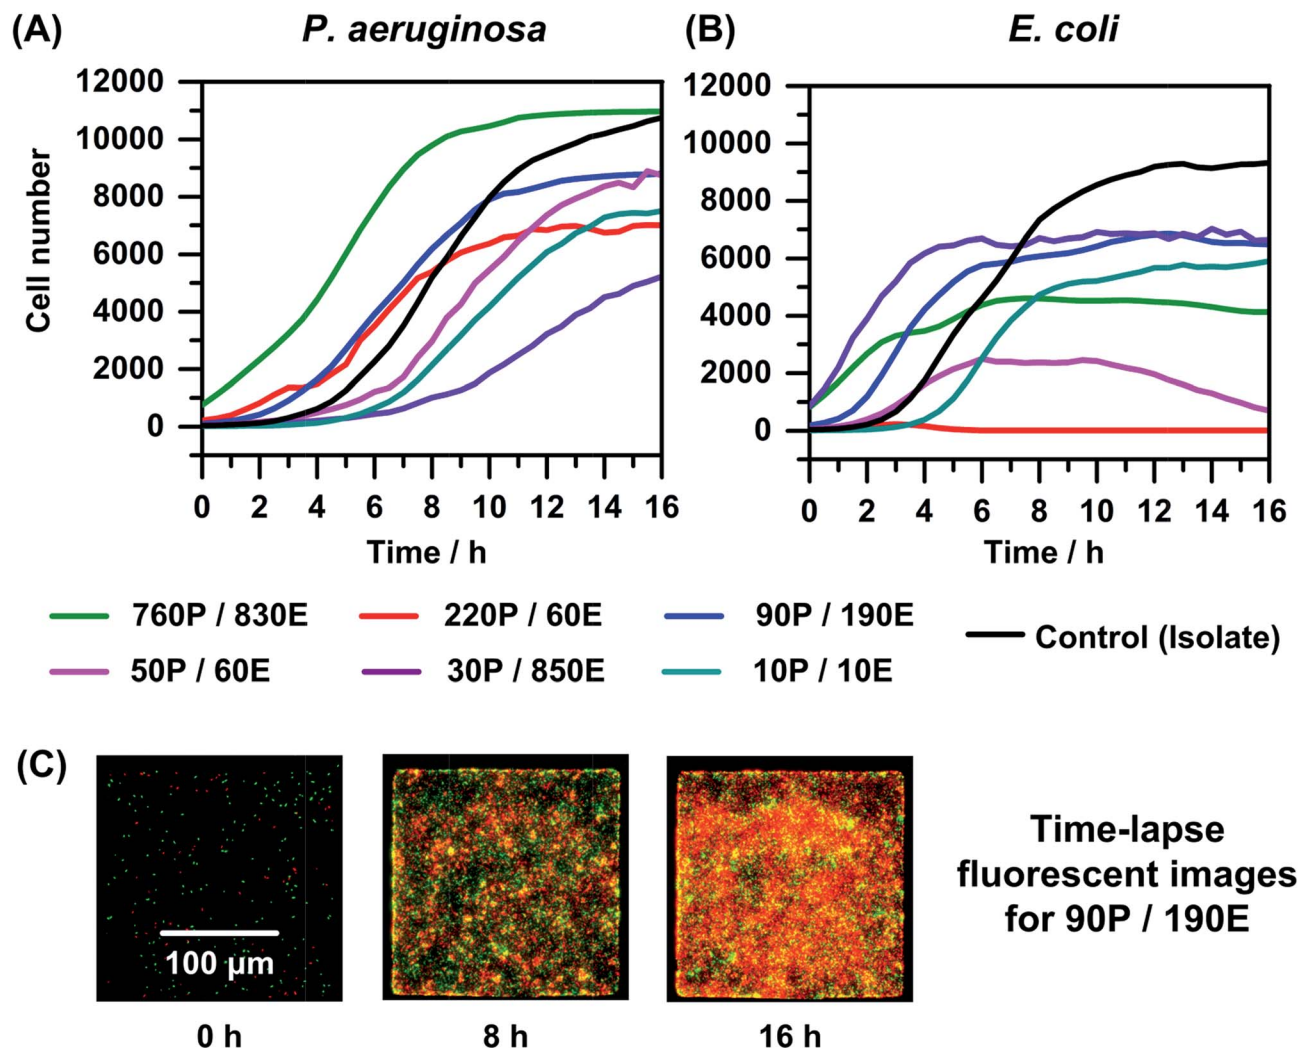 (A) P. aeruginosa
(B) E. coli
Cell number
12000
10000
8000
6000
4000
2000
0
0 2 4 6 8 10 12 14 16
Time / h
12000
10000
8000
6000
4000
2000
0
0 2 4 6 8 10 12 14 16
Time / h
760P / 830E 220P / 60E 90P / 190E
Control (Isolate)
50P / 60E 30P / 850E 10P / 10E
(C)
100 μm
0 h 8 h 16 h
Time-lapse
fluorescent images
for 90P / 190E